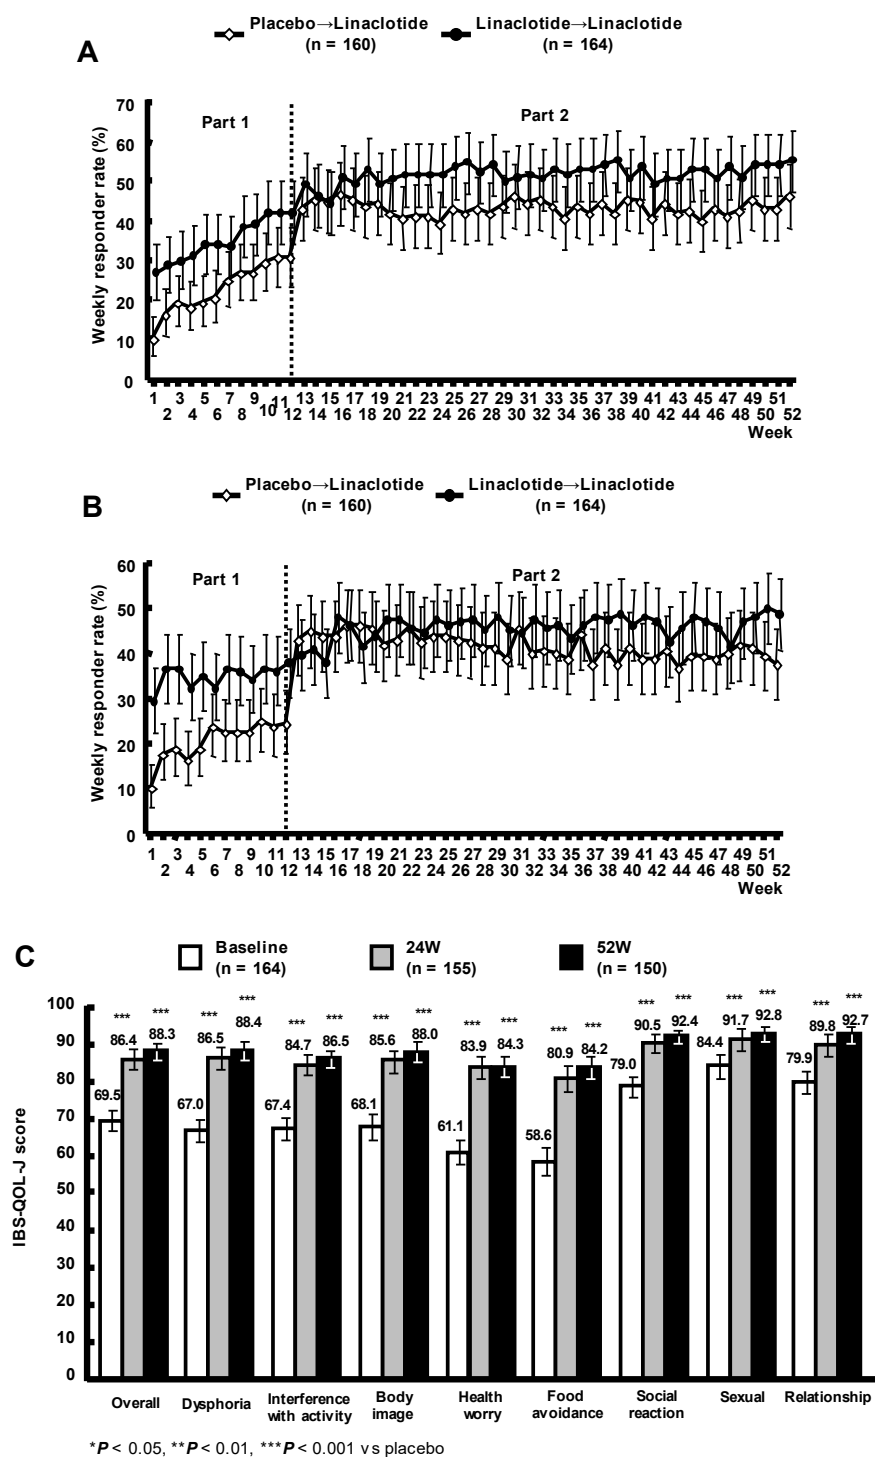 A
Placebo→Linaclotide
(n = 160)
Linaclotide→Linaclotide
(n = 164)
Weekly responder rate (%)
70
60
50
40
30
20
10
0
Part 1
Part 2
1 3 5 7 9 11 13 15 17 19 21 23 25 27 29 31 33 35 37 39 41 43 45 47 49 51
2 4 6 8 10 12 14 16 18 20 22 24 26 28 30 32 34 36 38 40 42 44 46 48 50 52
Week
B
Placebo→Linaclotide
(n = 160)
Linaclotide→Linaclotide
(n = 164)
Weekly responder rate (%)
60
50
40
30
20
10
0
Part 1
Part 2
1 3 5 7 9 11 13 15 17 19 21 23 25 27 29 31 33 35 37 39 41 43 45 47 49 51
2 4 6 8 10 12 14 16 18 20 22 24 26 28 30 32 34 36 38 40 42 44 46 48 50 52
Week
C
Baseline
(n = 164)
24W
(n = 155)
52W
(n = 150)
IBS-QOL-J score
100
90
80
70
60
50
40
30
20
10
0
69.5 *** 86.4 *** 88.3
67.0 *** 86.5 *** 88.4
67.4 *** 84.7 *** 86.5
68.1 *** 85.6 *** 88.0
61.1 *** 83.9 *** 84.3
58.6 *** 80.9 *** 84.2
79.0 *** 90.5 *** 92.4
84.4 *** 91.7 *** 92.8
79.9 *** 89.8 *** 92.7
Overall
Dysphoria
Interference
with activity
Body
image
Health
worry
Food
avoidance
Social
reaction
Sexual
Relationship
*P < 0.05, **P < 0.01, ***P < 0.001 vs placebo